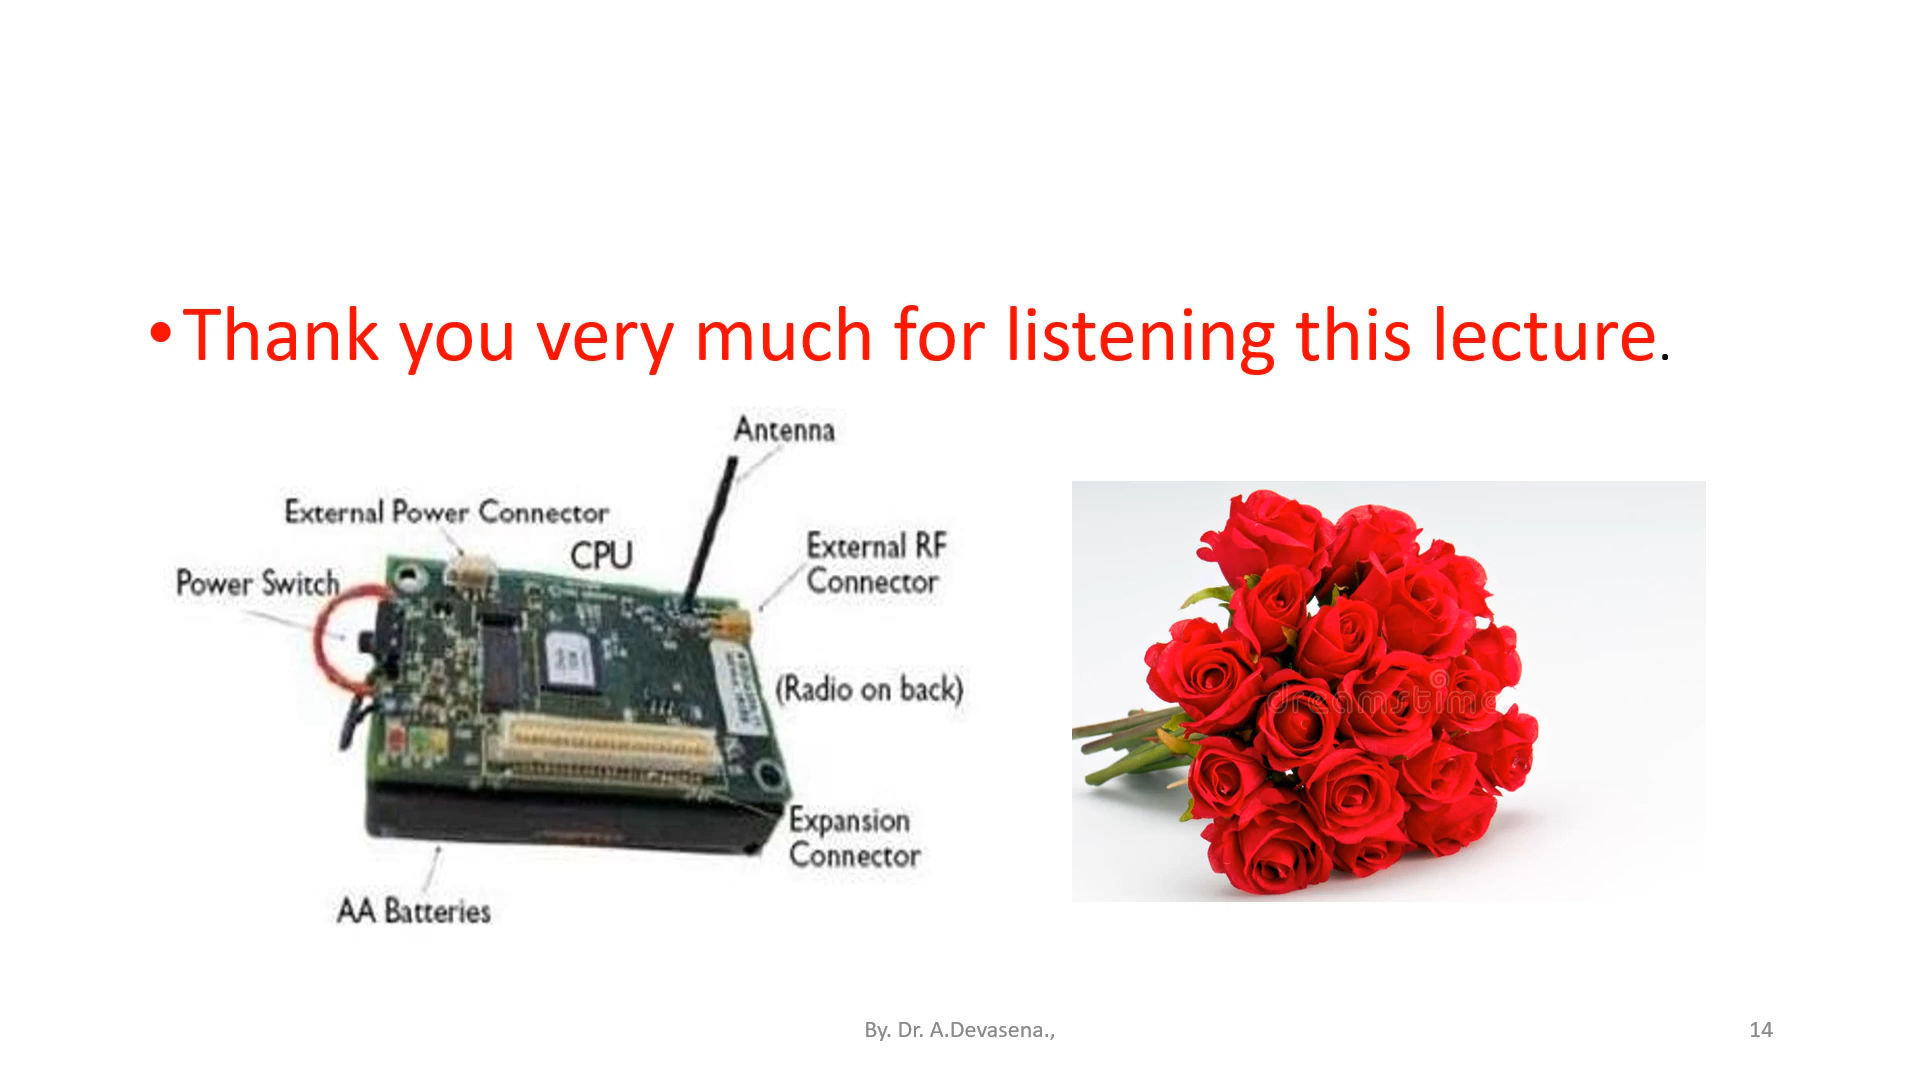 •Thank you very much for listening this lecture.
Antenna
External Power Connector
CPU
External RF
Connector
Power Switch
(Radio on back)
dreamstime
Expansion
Connector
AA Batteries
By. Dr. A.Devasena.,
14